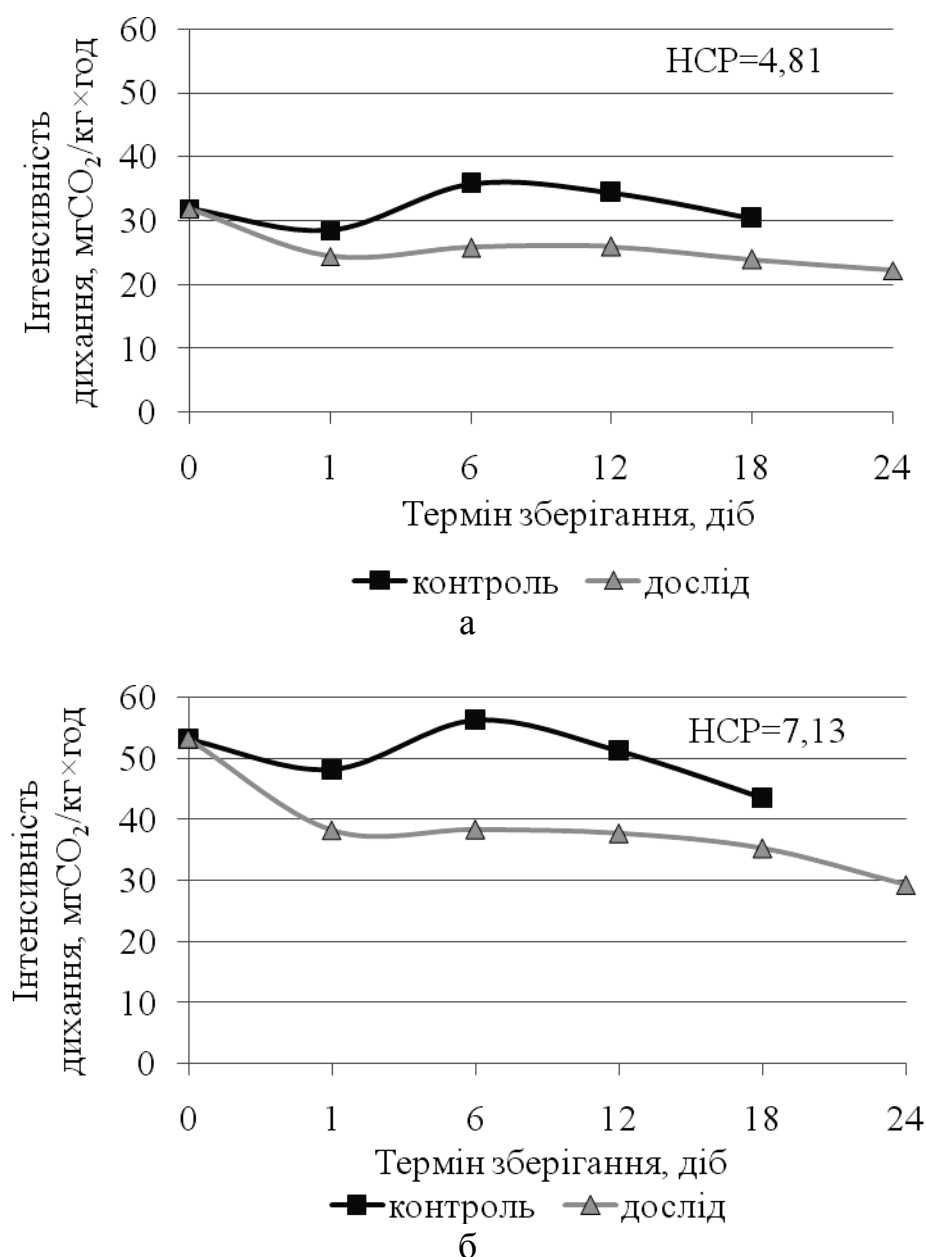 60
50
40
30
20
10
0
Інтенсивність
дихання, мгCO₂/кг×год
НСР=4,81
0 1 6 12 18 24
Термін зберігання, діб
контроль дослід
а
60
50
40
30
20
10
0
Інтенсивність
дихання, мгCO₂/кг×год
НСР=7,13
0 1 6 12 18 24
Термін зберігання, діб
контроль дослід
б